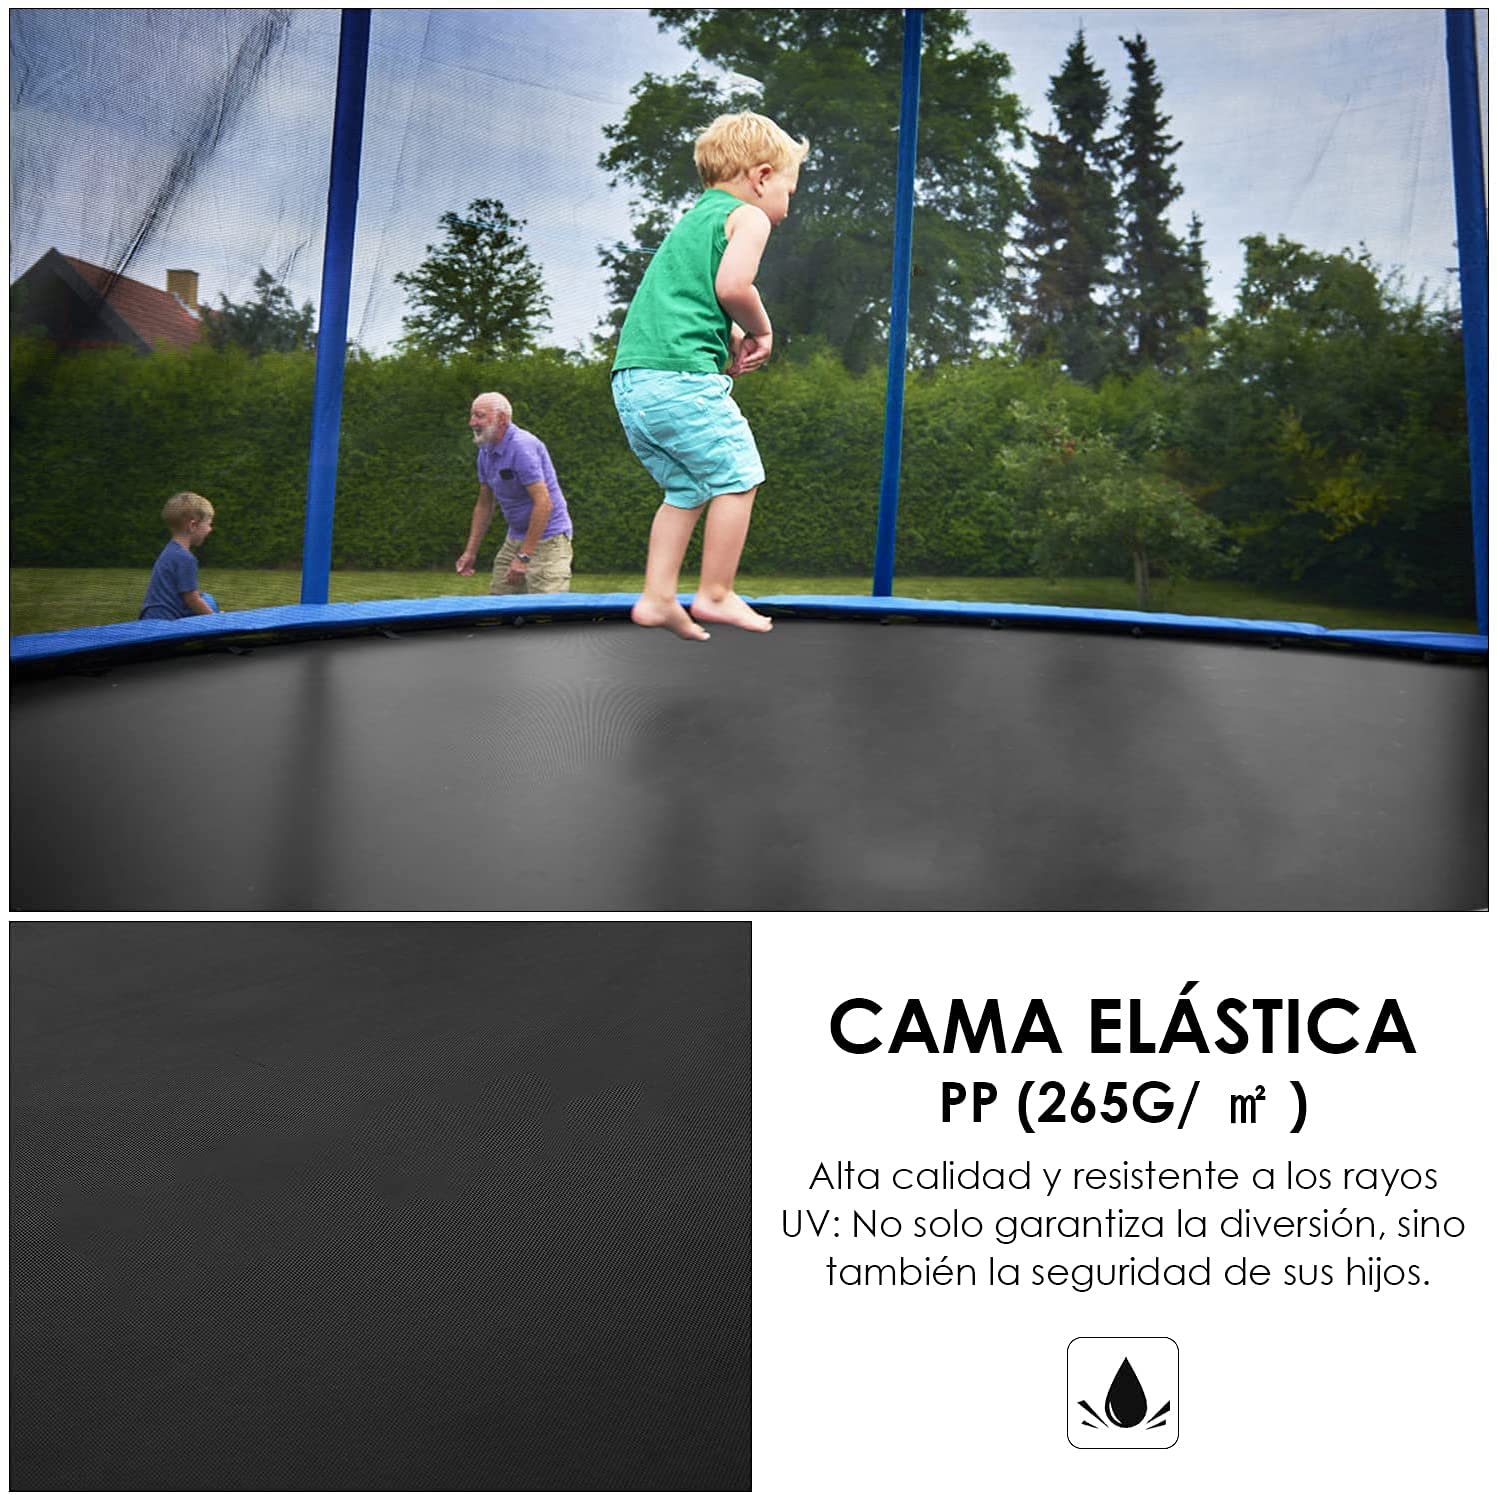 CAMA ELÁSTICA
PP (265G/ ㎡ )
Alta calidad y resistente a los rayos
UV: No solo garantiza la diversión, sino
también la seguridad de sus hijos.